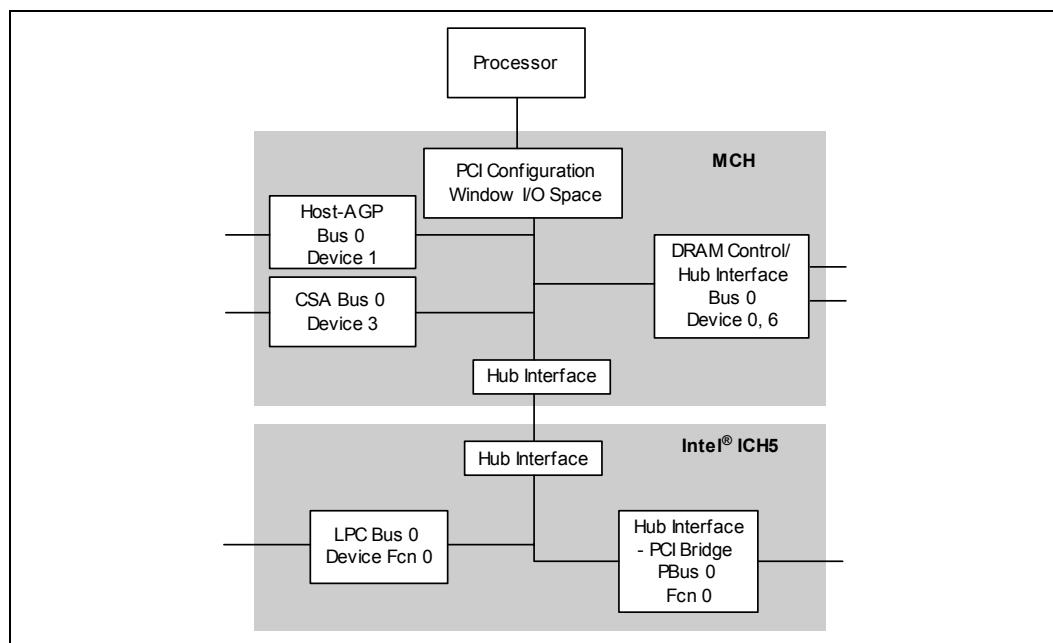 Processor
MCH
PCI Configuration
Window I/O Space
Host-AGP
Bus 0
Device 1
DRAM Control/
Hub Interface
Bus 0
Device 0, 6
CSA Bus 0
Device 3
Hub Interface
Intel® ICH5
Hub Interface
LPC Bus 0
Device Fcn 0
Hub Interface
- PCI Bridge
PBus 0
Fcn 0